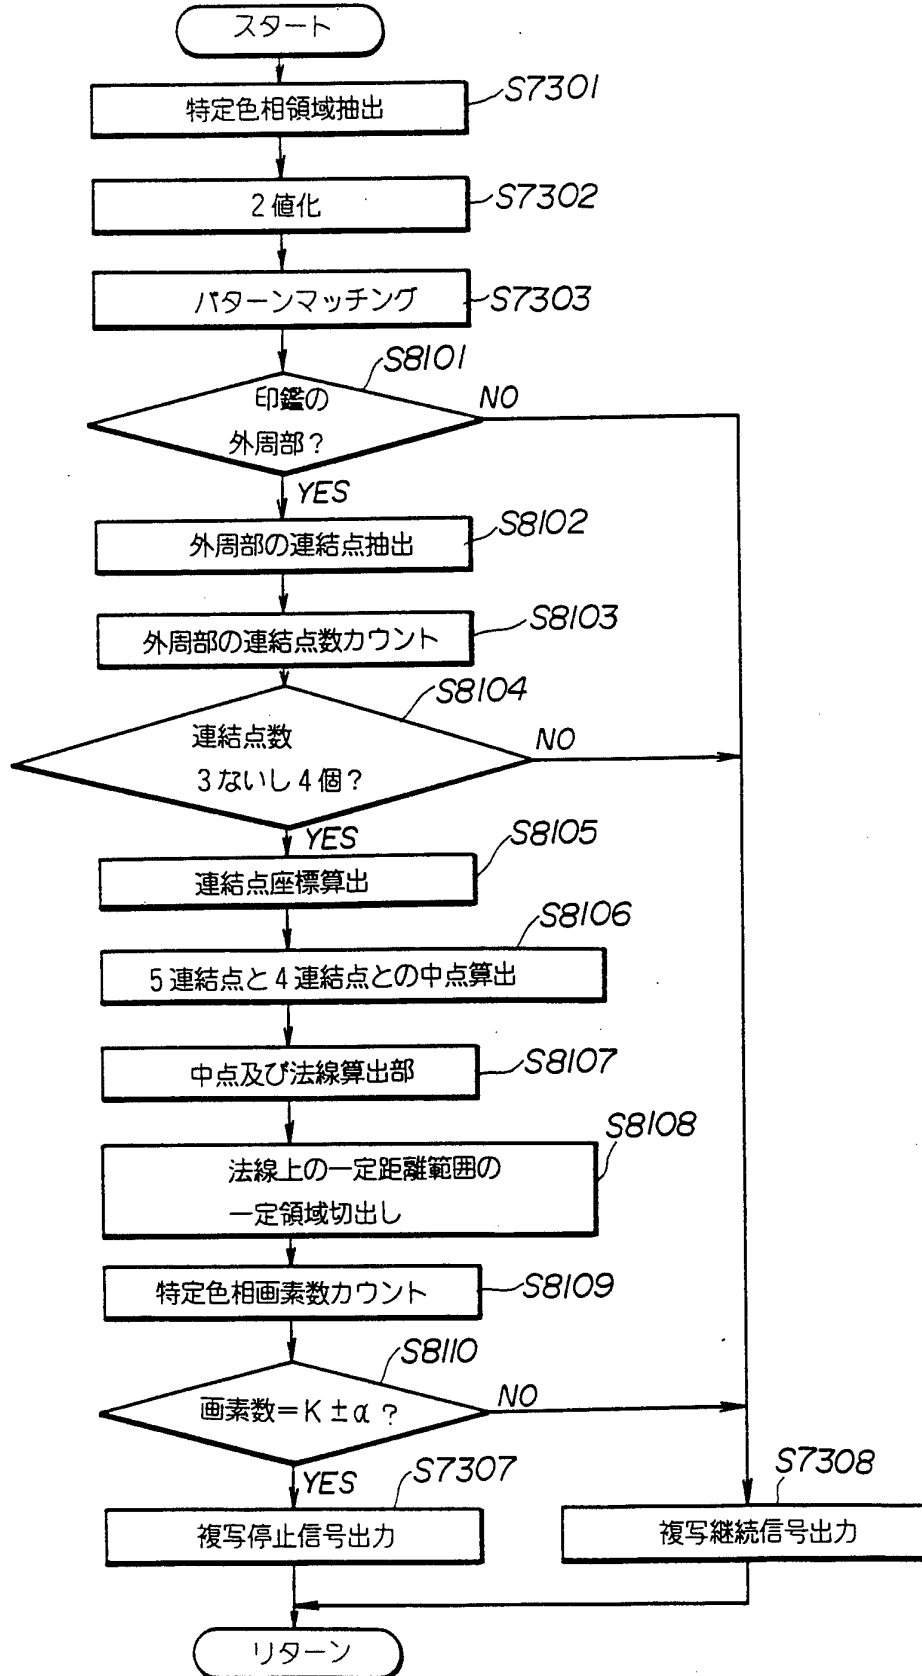 スタート
特定色相領域抽出
S7301
2値化
S7302
パターンマッチング
S7303
S8101
印鑑の
外周部?
NO
YES
外周部の連結点抽出
S8102
外周部の連結点数カウント
S8103
S8104
連結点数
3ないし4個?
NO
YES
連結点座標算出
S8105
S8106
5連結点と4連結点との中点算出
中点及び法線算出部
S8107
S8108
法線上の一定距離範囲の
一定領域切出し
特定色相画素数カウント
S8109
S8110
画素数=K±α?
NO
YES
S7307
複写停止信号出力
S7308
複写継続信号出力
リターン